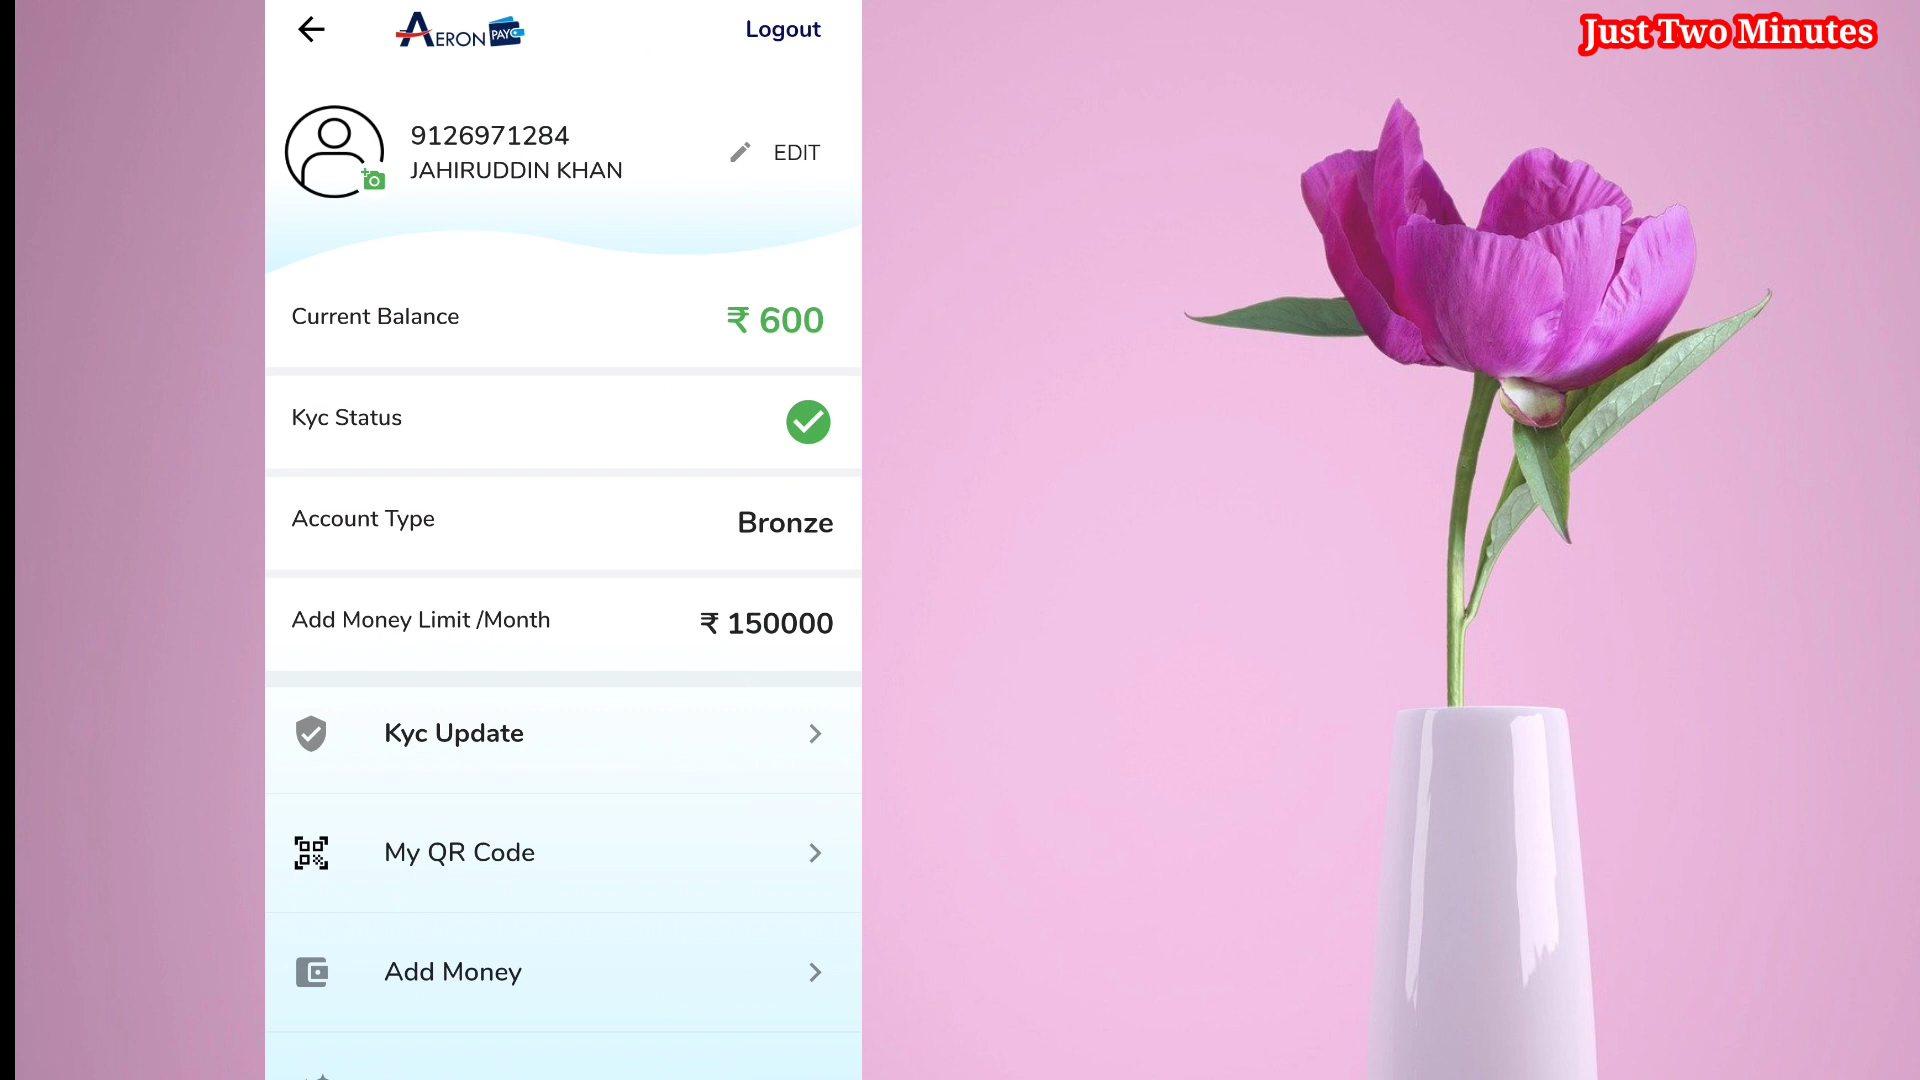 AERON PAY
Logout
Just Two Minutes
9126971284
JAHIRUDDIN KHAN
EDIT
Current Balance
₹ 600
Kyc Status
Account Type
Bronze
Add Money Limit /Month
₹ 150000
Kyc Update
My QR Code
Add Money